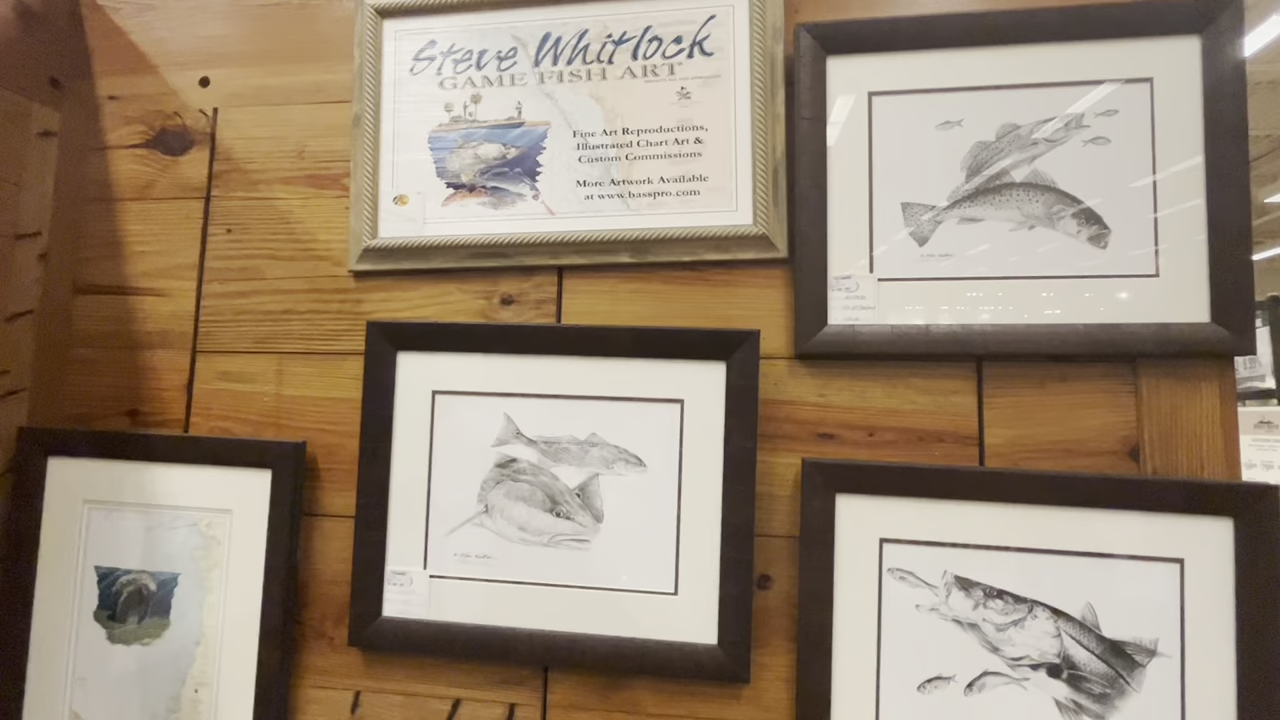 Steve Whitlock
GAME FISH ART
Fine Art Reproductions,
Illustrated Chart Art &
Custom Commissions
More Artwork Available
at www.basspro.com